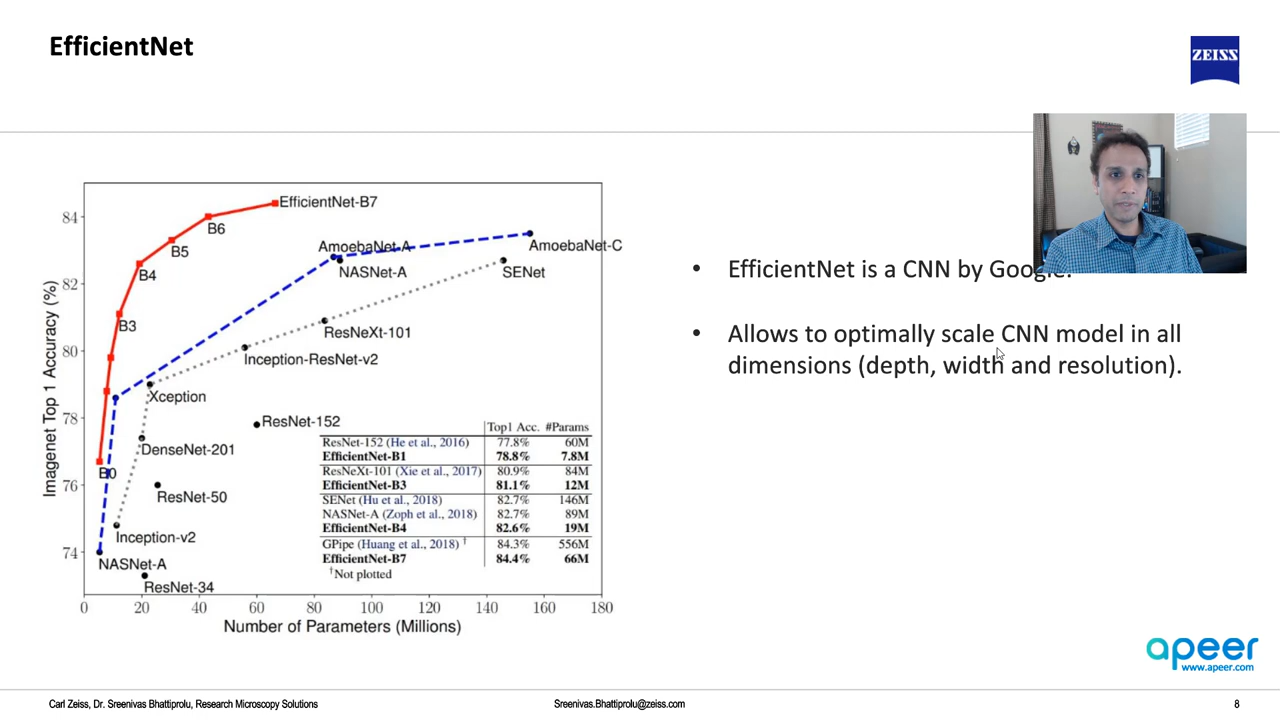 EfficientNet
ZEISS
84
82
80
78
76
74
Imagenet Top 1 Accuracy (%)
EfficientNet-B7
B6
B5
B4
B3
B0
AmoebaNet-A
AmoebaNet-C
NASNet-A
SENet
ResNeXt-101
Inception-ResNet-v2
Xception
ResNet-152
DenseNet-201
ResNet-50
Inception-v2
NASNet-A
ResNet-34
Top1 Acc. #Params
ResNet-152 (He et al., 2016) 77.8% 60M
EfficientNet-B1 78.8% 7.8M
ResNeXt-101 (Xie et al., 2017) 80.9% 84M
EfficientNet-B3 81.1% 12M
SENet (Hu et al., 2018) 82.7% 146M
NASNet-A (Zoph et al., 2018) 82.7% 89M
EfficientNet-B4 82.6% 19M
GPipe (Huang et al., 2018) † 84.3% 556M
EfficientNet-B7 84.4% 66M
†Not plotted
0 20 40 60 80 100 120 140 160 180
Number of Parameters (Millions)
• EfficientNet is a CNN by Google.
• Allows to optimally scale CNN model in all
dimensions (depth, width and resolution).
apeer
www.apeer.com
Carl Zeiss, Dr. Sreenivas Bhattiprolu, Research Microscopy Solutions
Sreenivas.Bhattiprolu@zeiss.com
8